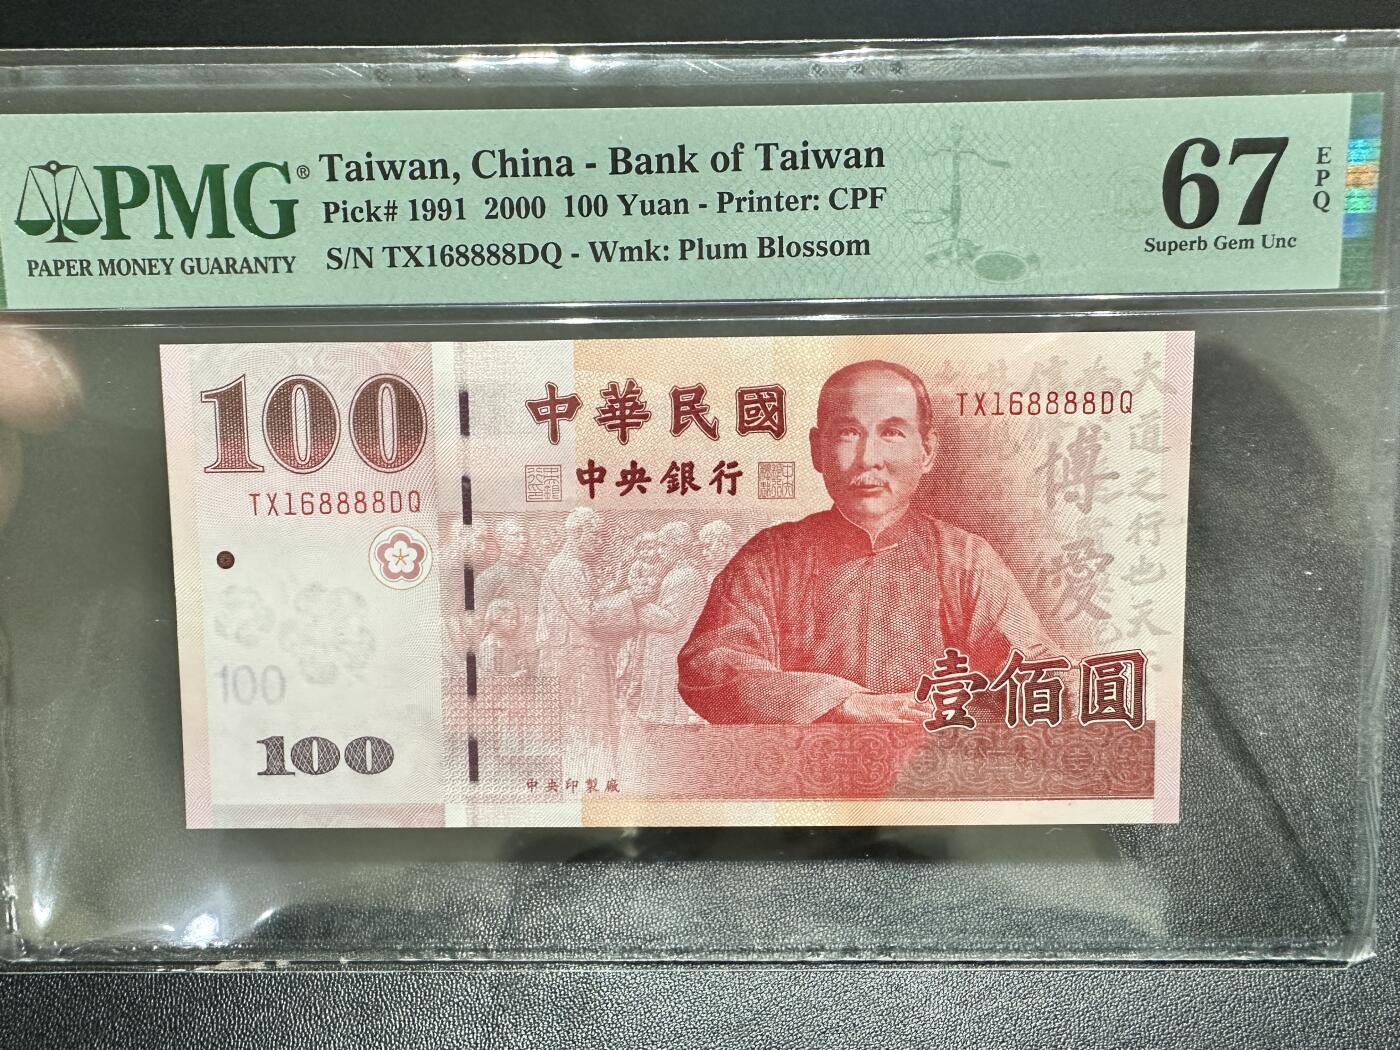 PMG®
PAPER MONEY GUARANTY
Taiwan, China - Bank of Taiwan
Pick# 1991 2000 100 Yuan - Printer: CPF
S/N TX168888DQ - Wmk: Plum Blossom
67
EPQ
Superb Gem Unc
100
中華民國
TX168888DQ
中央銀行
TX168888DQ
博愛
大道之行也天
100
壹佰圓
100
中央印製廠